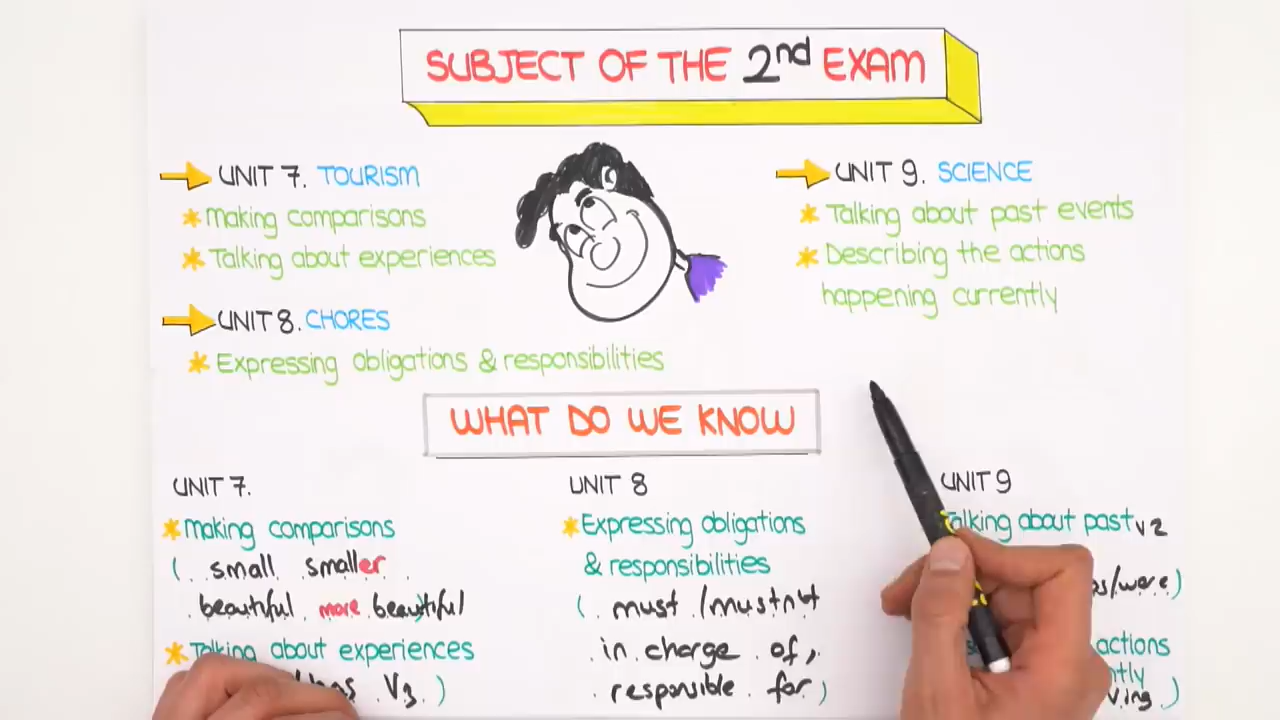 SUBJECT OF THE 2nd EXAM
UNIT 7. TOURISM
* Making comparisons
* Talking about experiences
UNIT 8. CHORES
* Expressing obligations & responsibilities
UNIT 9. SCIENCE
* Talking about past events
* Describing the actions
happening currently
WHAT DO WE KNOW
UNIT 7.
* Making comparisons
( . small . smaller .
. beautiful . more beautiful )
* Talking about experiences
V3 . )
UNIT 8
* Expressing obligations
& responsibilities
( . must . / mustn't
. in charge . of , .
. responsible . for . )
UNIT 9
Talking about past V2
/were )
actions
ving . )